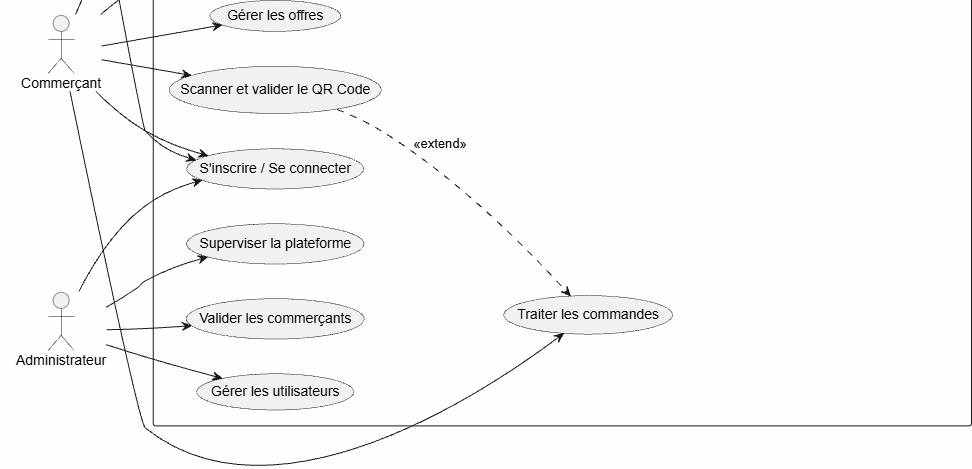 Gérer les offres
Commerçant
Scanner et valider le QR Code
«extend»
S'inscrire / Se connecter
Superviser la plateforme
Traiter les commandes
Valider les commerçants
Administrateur
Gérer les utilisateurs